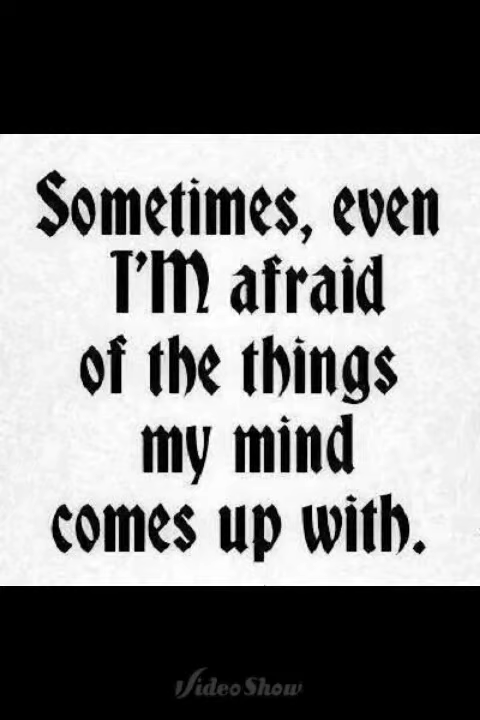 Sometimes, even
I'M afraid
of the things
my mind
comes up with.
VideoShow